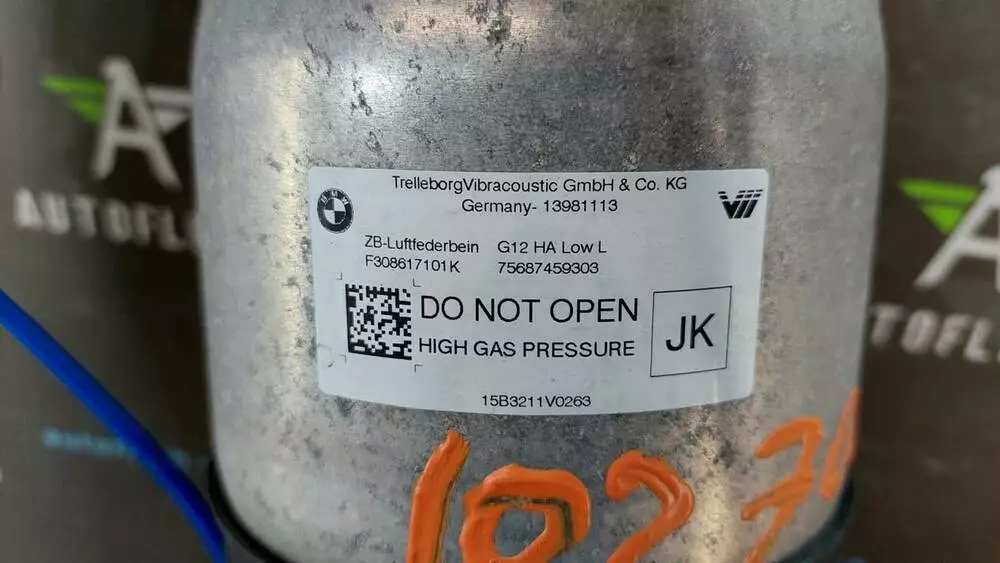 AUTOFL
TrelleborgVibracoustic GmbH & Co. KG
Germany- 13981113
ZB-Luftfederbein G12 HA Low L
F308617101K 75687459303
DO NOT OPEN
HIGH GAS PRESSURE
JK
15B3211V0263
AUTOFL